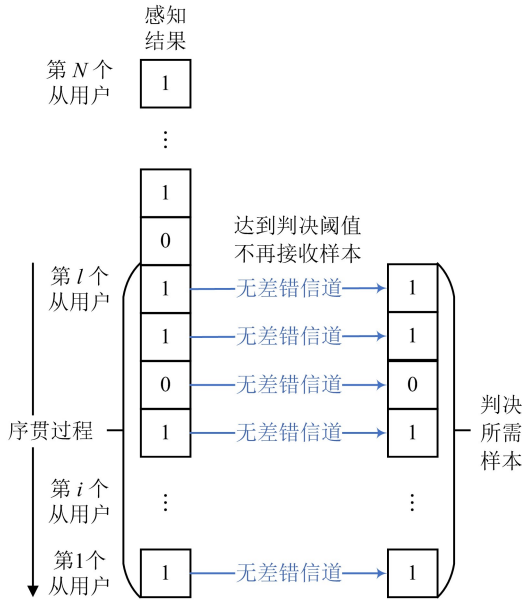 感知
结果
第 N 个
从用户
1
⋮
1
0
达到判决阈值
不再接收样本
第 l 个
从用户
1
无差错信道
1
1
无差错信道
1
0
无差错信道
0
1
无差错信道
1
序贯过程
判决
所需
样本
第 i 个
从用户
⋮
⋮
第1个
从用户
1
无差错信道
1